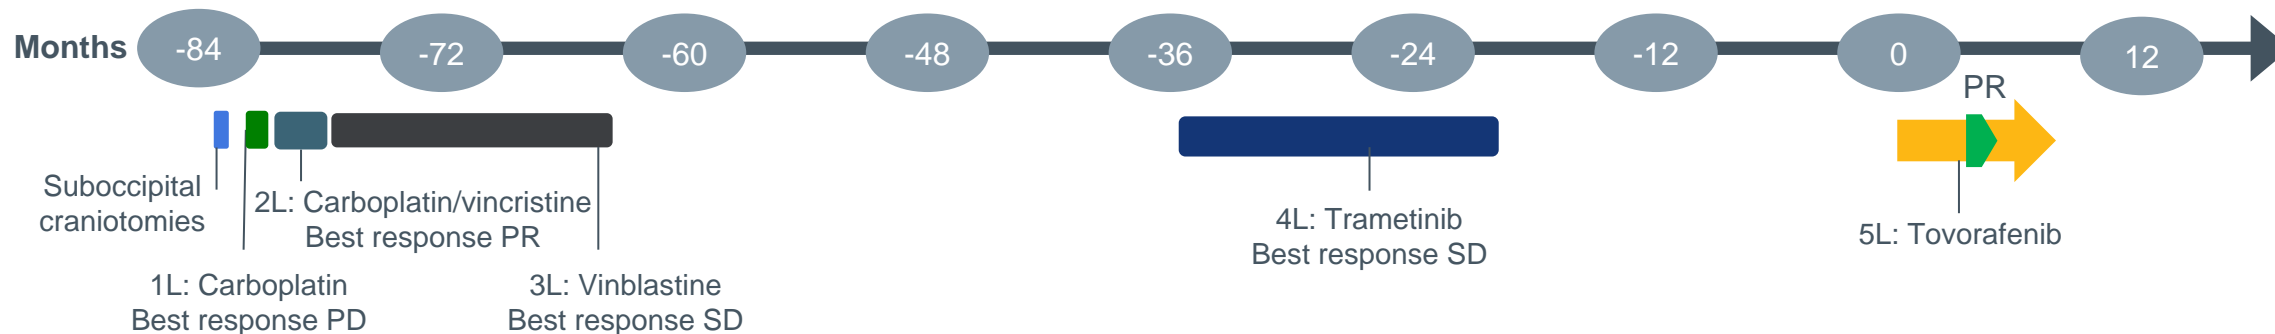 Months -84 -72 -60 -48 -36 -24 -12 0 12
PR
Suboccipital
craniotomies
2L: Carboplatin/vincristine
Best response PR
4L: Trametinib
Best response SD
5L: Tovorafenib
1L: Carboplatin
Best response PD
3L: Vinblastine
Best response SD